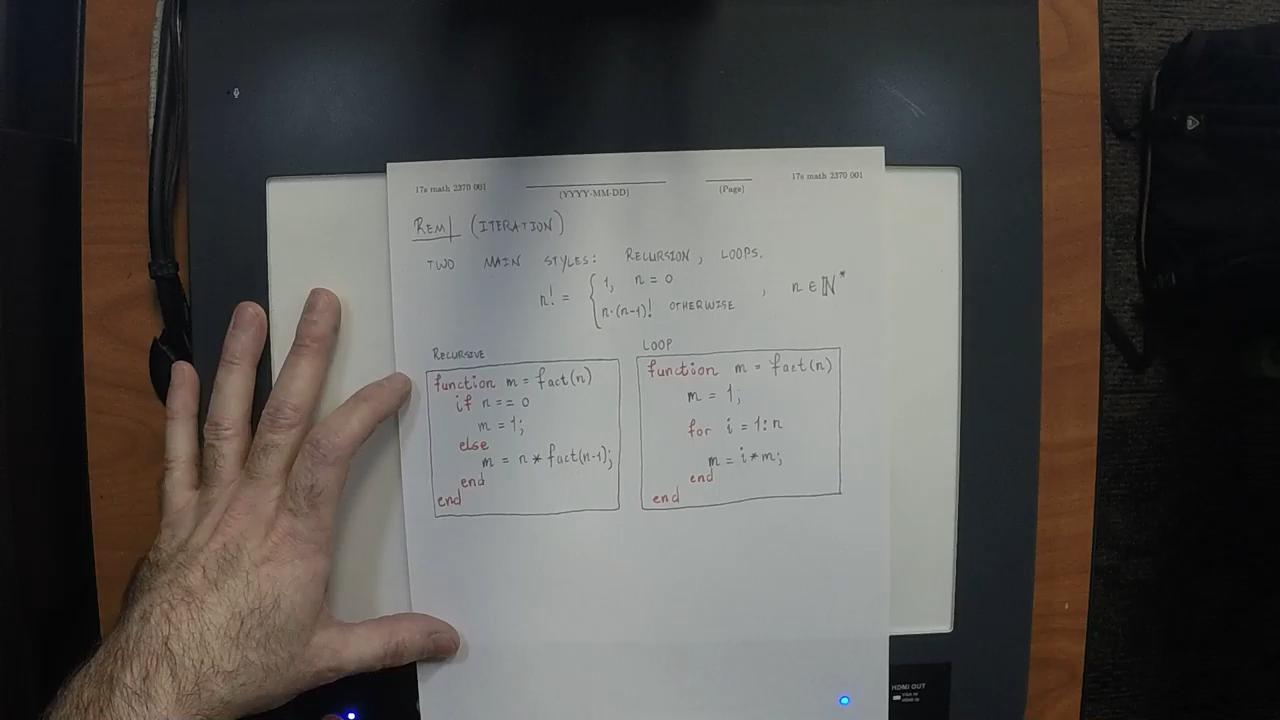 17s math 2370 001 (YYYY-MM-DD) (Page) 17s math 2370 001
REM (ITERATION)
TWO MAIN STYLES: RECURSION, LOOPS.
n! = { 1, n = 0
n·(n-1)! OTHERWISE , n ∈ ℕ*
RECURSIVE
function m = fact(n)
if n == 0
m = 1;
else
m = n * fact(n-1);
end
end
LOOP
function m = fact(n)
m = 1;
for i = 1:n
m = i*m;
end
end
HDMI OUT